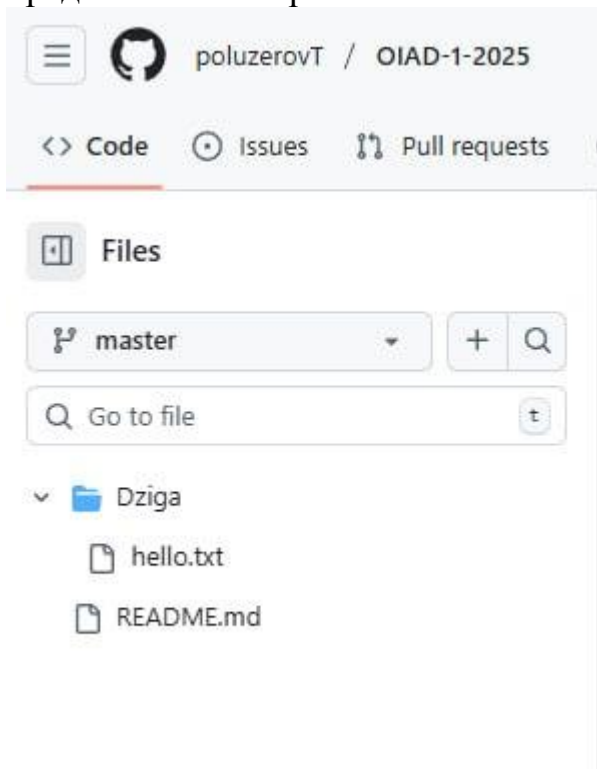 poluzerovT / OIAD-1-2025
<> Code Issues Pull requests
Files
master
Go to file t
Dziga
hello.txt
README.md